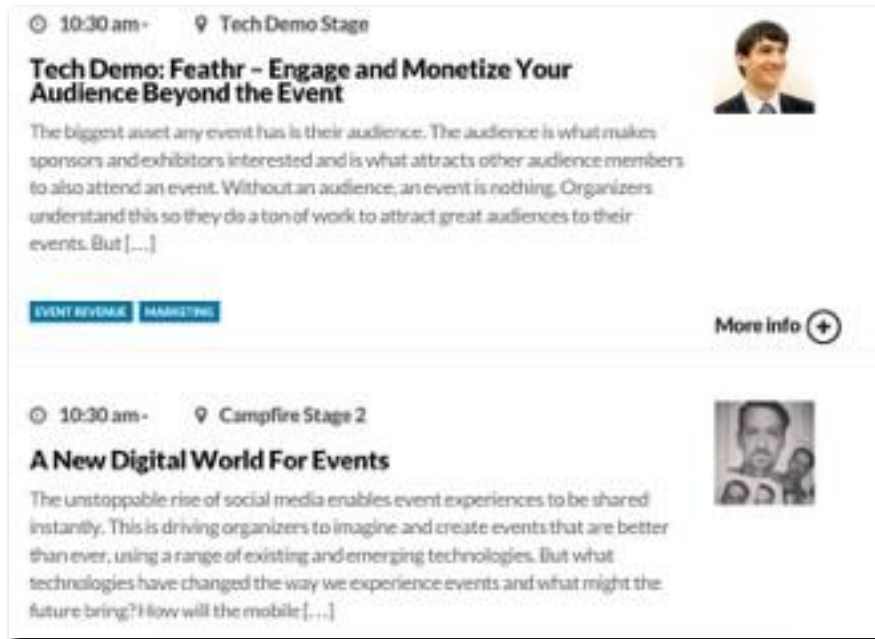 10:30 am - Tech Demo Stage
Tech Demo: Feathr – Engage and Monetize Your
Audience Beyond the Event
The biggest asset any event has is their audience. The audience is what makes
sponsors and exhibitors interested and is what attracts other audience members
to also attend an event. Without an audience, an event is nothing. Organizers
understand this so they do a ton of work to attract great audiences to their
events. But [...]
EVENT REVENUE MARKETING
More info
10:30 am - Campfire Stage 2
A New Digital World For Events
The unstoppable rise of social media enables event experiences to be shared
instantly. This is driving organizers to imagine and create events that are better
than ever, using a range of existing and emerging technologies. But what
technologies have changed the way we experience events and what might the
future bring? How will the mobile [...]